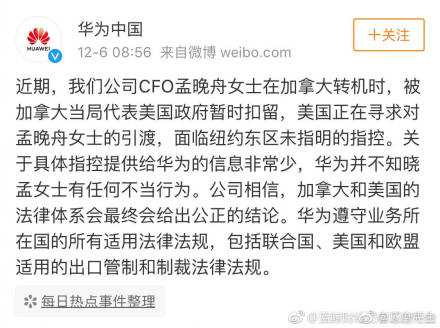 华为中国
HUAWEI
12-6 08:56 来自微博 weibo.com
+关注
近期，我们公司CFO孟晚舟女士在加拿大转机时，被
加拿大当局代表美国政府暂时扣留，美国正在寻求对
孟晚舟女士的引渡，面临纽约东区未指明的指控。关
于具体指控提供给华为的信息非常少，华为并不知晓
孟女士有任何不当行为。公司相信，加拿大和美国的
法律体系会最终会给出公正的结论。华为遵守业务所
在国的所有适用法律法规，包括联合国、美国和欧盟
适用的出口管制和制裁法律法规。
每日热点事件整理